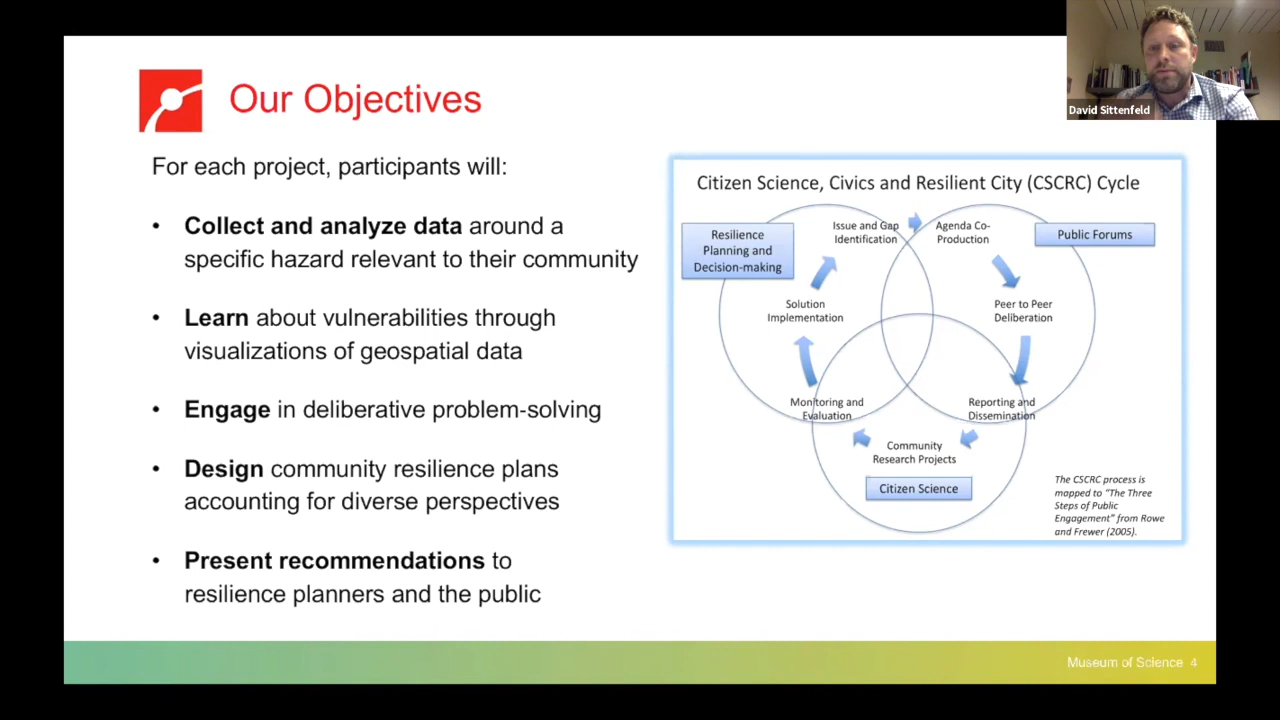 Our Objectives
For each project, participants will:
• Collect and analyze data around a
specific hazard relevant to their community
• Learn about vulnerabilities through
visualizations of geospatial data
• Engage in deliberative problem-solving
• Design community resilience plans
accounting for diverse perspectives
• Present recommendations to
resilience planners and the public
Citizen Science, Civics and Resilient City (CSCRC) Cycle
Resilience
Planning and
Decision-making
Issue and Gap
Identification
Agenda Co-
Production
Public Forums
Solution
Implementation
Peer to Peer
Deliberation
Monitoring and
Evaluation
Reporting and
Dissemination
Community
Research Projects
Citizen Science
The CSCRC process is
mapped to “The Three
Steps of Public
Engagement” from Rowe
and Frewer (2005).
Museum of Science 4
David Sittenfeld